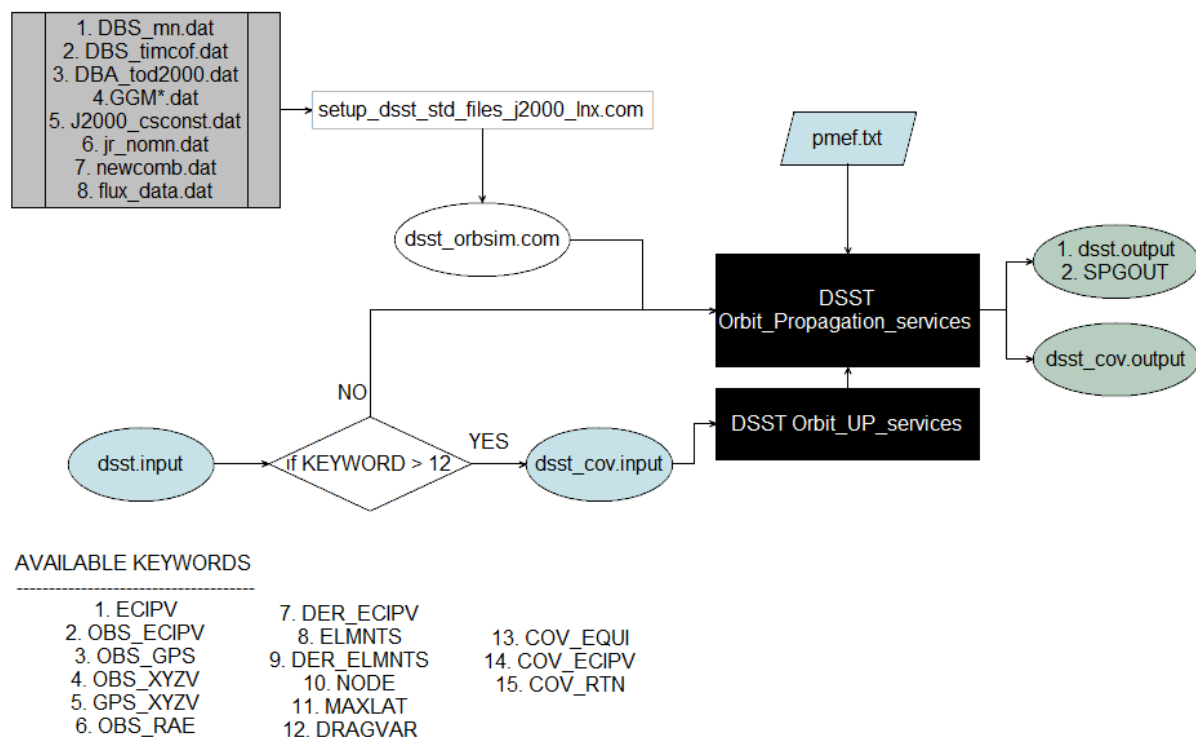 1. DBS_mn.dat
2. DBS_timcof.dat
3. DBA_tod2000.dat
4.GGM*.dat
5. J2000_csconst.dat
6. jr_nomn.dat
7. newcomb.dat
8. flux_data.dat
setup_dsst_std_files_j2000_lnx.com
pmef.txt
dsst_orbsim.com
DSST
Orbit_Propagation_services
1. dsst.output
2. SPGOUT
dsst_cov.output
NO
DSST Orbit_UP_services
dsst.input
if KEYWORD > 12
YES
dsst_cov.input
AVAILABLE KEYWORDS
-------------------------------------
1. ECIPV
2. OBS_ECIPV
3. OBS_GPS
4. OBS_XYZV
5. GPS_XYZV
6. OBS_RAE
7. DER_ECIPV
8. ELMNTS
9. DER_ELMNTS
10. NODE
11. MAXLAT
12. DRAGVAR
13. COV_EQUI
14. COV_ECIPV
15. COV_RTN